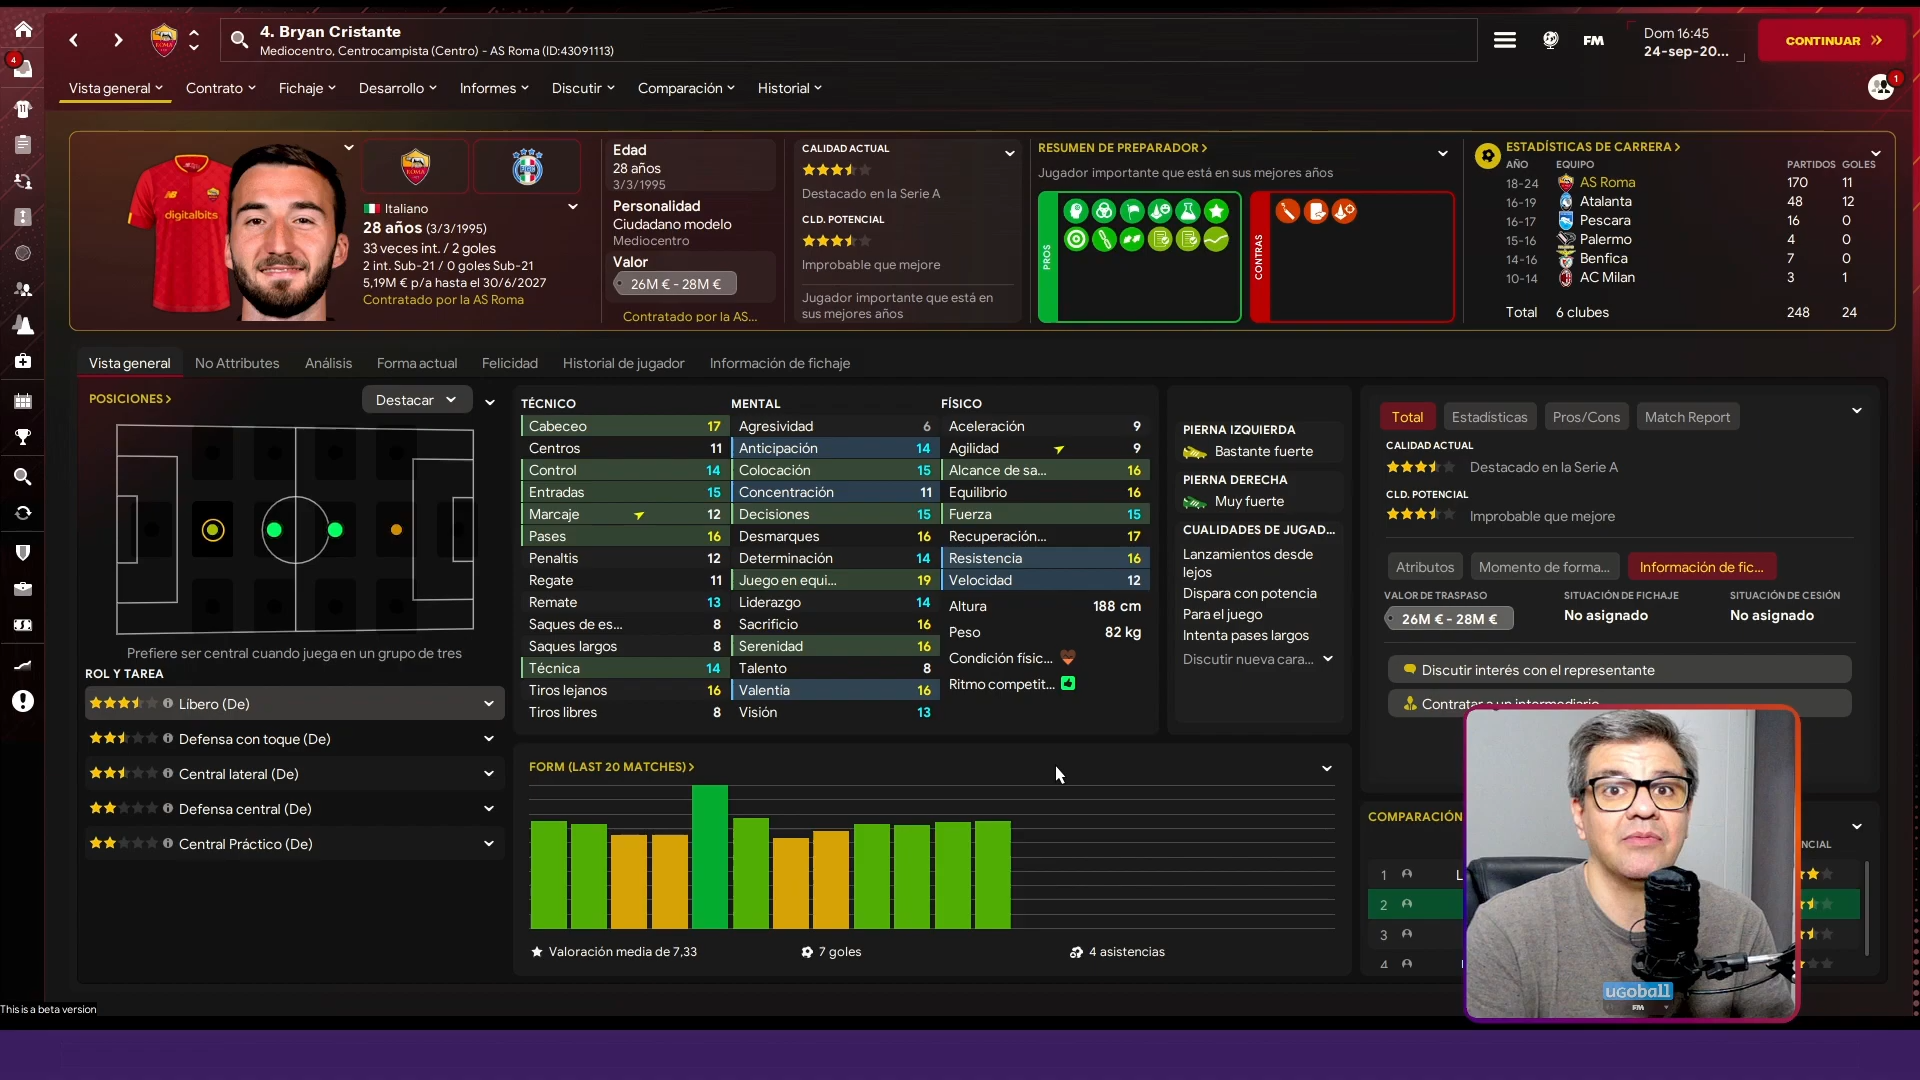 4. Bryan Cristante
Mediocentro, Centrocampista (Centro) - AS Roma (ID:43091113)
FM
Dom 16:45
24-sep-20...
CONTINUAR
4
1
Vista general
Contrato
Fichaje
Desarrollo
Informes
Discutir
Comparación
Historial
digitalbits
Italiano
28 años (3/3/1995)
33 veces int. / 2 goles
2 int. Sub-21 / 0 goles Sub-21
5,19M € p/a hasta el 30/6/2027
Contratado por la AS Roma
Edad
28 años
3/3/1995
Personalidad
Ciudadano modelo
Mediocentro
Valor
26M € - 28M €
Contratado por la AS...
CALIDAD ACTUAL
Destacado en la Serie A
CLD. POTENCIAL
Improbable que mejore
Jugador importante que está en
sus mejores años
RESUMEN DE PREPARADOR >
Jugador importante que está en sus mejores años
PROS
CONTRAS
ESTADÍSTICAS DE CARRERA >
AÑO EQUIPO PARTIDOS GOLES
18-24 AS Roma 170 11
16-19 Atalanta 48 12
16-17 Pescara 16 0
15-16 Palermo 4 0
14-16 Benfica 7 0
10-14 AC Milan 3 1
Total 6 clubes 248 24
Vista general
No Attributes
Análisis
Forma actual
Felicidad
Historial de jugador
Información de fichaje
POSICIONES >
Destacar
Prefiere ser central cuando juega en un grupo de tres
ROL Y TAREA
Líbero (De)
Defensa con toque (De)
Central lateral (De)
Defensa central (De)
Central Práctico (De)
TÉCNICO
Cabeceo 17
Centros 11
Control 14
Entradas 15
Marcaje 12
Pases 16
Penaltis 12
Regate 11
Remate 13
Saques de es... 8
Saques largos 8
Técnica 14
Tiros lejanos 16
Tiros libres 8
MENTAL
Agresividad 6
Anticipación 14
Colocación 15
Concentración 11
Decisiones 15
Desmarques 16
Determinación 14
Juego en equi... 19
Liderazgo 14
Sacrificio 16
Serenidad 16
Talento 8
Valentía 16
Visión 13
FÍSICO
Aceleración 9
Agilidad 9
Alcance de sa... 16
Equilibrio 16
Fuerza 15
Recuperación... 17
Resistencia 16
Velocidad 12
Altura 188 cm
Peso 82 kg
Condición físic...
Ritmo competit...
PIERNA IZQUIERDA
Bastante fuerte
PIERNA DERECHA
Muy fuerte
CUALIDADES DE JUGAD...
Lanzamientos desde
lejos
Dispara con potencia
Para el juego
Intenta pases largos
Discutir nueva cara...
Total
Estadísticas
Pros/Cons
Match Report
CALIDAD ACTUAL
Destacado en la Serie A
CLD. POTENCIAL
Improbable que mejore
Atributos
Momento de forma...
Información de fic...
VALOR DE TRASPASO
26M € - 28M €
SITUACIÓN DE FICHAJE
No asignado
SITUACIÓN DE CESIÓN
No asignado
Discutir interés con el representante
Contratar a un intermediario
FORM (LAST 20 MATCHES) >
Valoración media de 7,33
7 goles
4 asistencias
COMPARACIÓN
NCIAL
1 L
2
3
4
ugoball
FM
This is a beta version